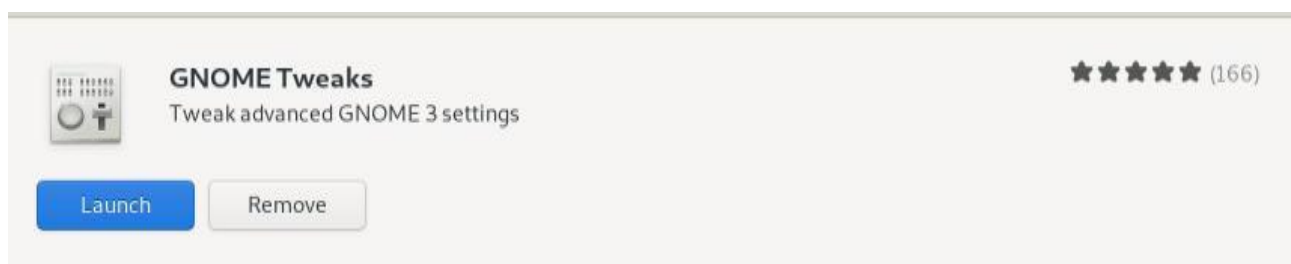 GNOME Tweaks
(166)
Tweak advanced GNOME 3 settings
Launch
Remove